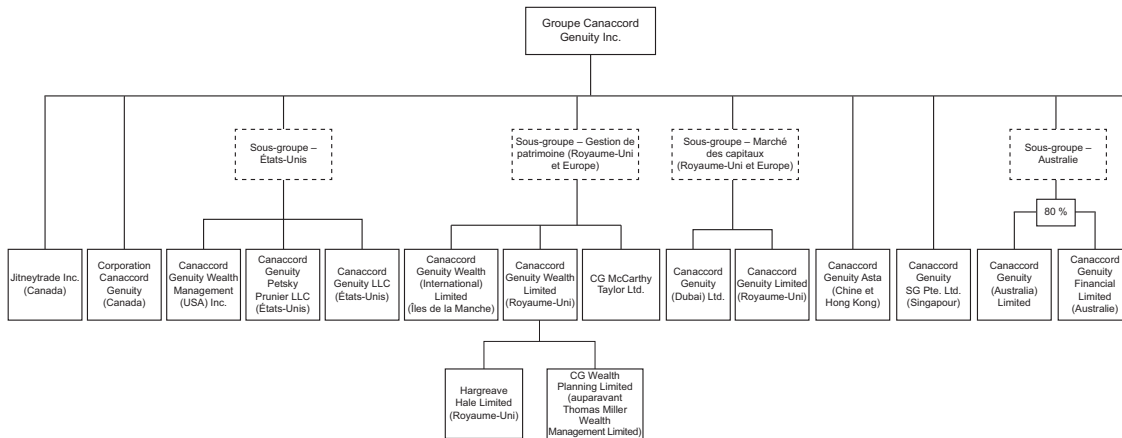 Groupe Canaccord
Genuity Inc.
Sous-groupe –
États-Unis
Sous-groupe – Gestion de
patrimoine (Royaume-Uni
et Europe)
Sous-groupe – Marché
des capitaux
(Royaume-Uni et Europe)
Sous-groupe –
Australie
80 %
Jitneytrade Inc.
(Canada)
Corporation
Canaccord
Genuity
(Canada)
Canaccord
Genuity Wealth
Management
(USA) Inc.
Canaccord
Genuity
Petsky
Prunier LLC
(États-Unis)
Canaccord
Genuity LLC
(États-Unis)
Canaccord
Genuity Wealth
(International)
Limited
(Îles de la Manche)
Canaccord
Genuity Wealth
Limited
(Royaume-Uni)
CG McCarthy
Taylor Ltd.
Canaccord
Genuity
(Dubai) Ltd.
Canaccord
Genuity Limited
(Royaume-Uni)
Canaccord
Genuity Asta
(Chine et
Hong Kong)
Canaccord
Genuity
SG Pte. Ltd.
(Singapour)
Canaccord
Genuity
(Australia)
Limited
Canaccord
Genuity
Financial
Limited
(Australie)
Hargreave
Hale Limited
(Royaume-Uni)
CG Wealth
Planning Limited
(auparavant
Thomas Miller
Wealth
Management Limited)